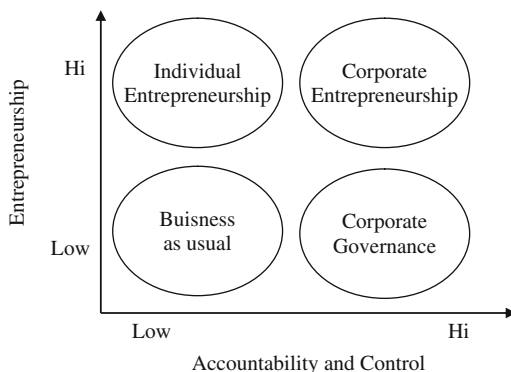 Entrepreneurship
Hi
Individual
Entrepreneurship
Corporate
Entrepreneurship
Low
Buisness
as usual
Corporate
Governance
Low
Hi
Accountability and Control